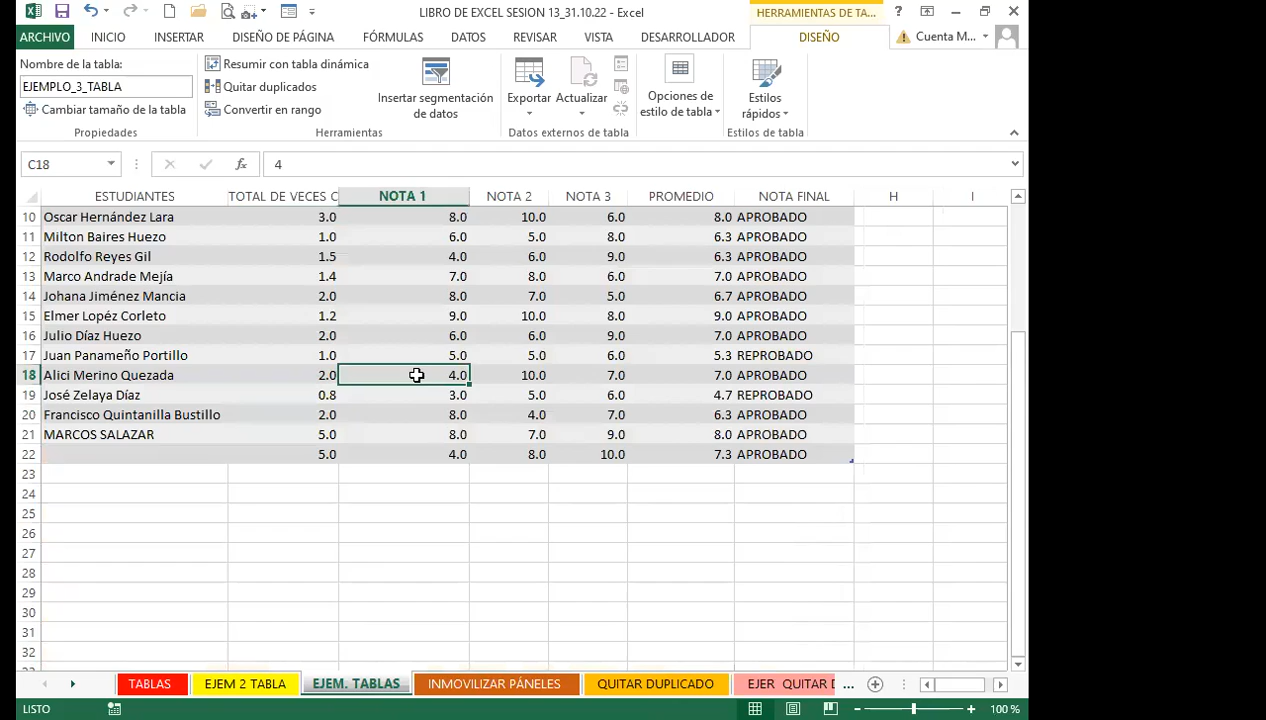 LIBRO DE EXCEL SESION 13_31.10.22 - Excel
HERRAMIENTAS DE TA...
?
ARCHIVO INICIO INSERTAR DISEÑO DE PÁGINA FÓRMULAS DATOS REVISAR VISTA DESARROLLADOR DISEÑO Cuenta M...
Nombre de la tabla:
EJEMPLO_3_TABLA
Cambiar tamaño de la tabla
Propiedades
Resumir con tabla dinámica
Quitar duplicados
Convertir en rango
Insertar segmentación
de datos
Herramientas
Exportar Actualizar
Datos externos de tabla
Opciones de
estilo de tabla
Estilos
rápidos
Estilos de tabla
C18 fx 4
ESTUDIANTES TOTAL DE VECES C NOTA 1 NOTA 2 NOTA 3 PROMEDIO NOTA FINAL H I
10 Oscar Hernández Lara 3.0 8.0 10.0 6.0 8.0 APROBADO
11 Milton Baires Huezo 1.0 6.0 5.0 8.0 6.3 APROBADO
12 Rodolfo Reyes Gil 1.5 4.0 6.0 9.0 6.3 APROBADO
13 Marco Andrade Mejía 1.4 7.0 8.0 6.0 7.0 APROBADO
14 Johana Jiménez Mancia 2.0 8.0 7.0 5.0 6.7 APROBADO
15 Elmer Lopéz Corleto 1.2 9.0 10.0 8.0 9.0 APROBADO
16 Julio Díaz Huezo 2.0 6.0 6.0 9.0 7.0 APROBADO
17 Juan Panameño Portillo 1.0 5.0 5.0 6.0 5.3 REPROBADO
18 Alici Merino Quezada 2.0 4.0 10.0 7.0 7.0 APROBADO
19 José Zelaya Díaz 0.8 3.0 5.0 6.0 4.7 REPROBADO
20 Francisco Quintanilla Bustillo 2.0 8.0 4.0 7.0 6.3 APROBADO
21 MARCOS SALAZAR 5.0 8.0 7.0 9.0 8.0 APROBADO
22 5.0 4.0 8.0 10.0 7.3 APROBADO
23
24
25
26
27
28
29
30
31
32
TABLAS EJEM 2 TABLA EJEM. TABLAS INMOVILIZAR PÁNELES QUITAR DUPLICADO EJER QUITAR D ...
LISTO 100 %